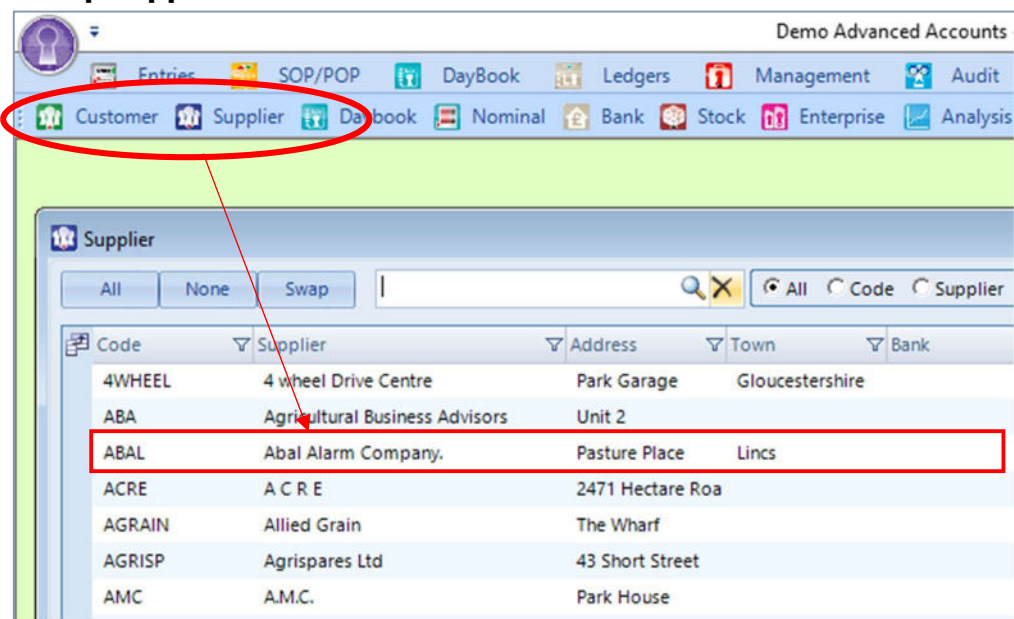 Demo Advanced Accounts
Entries SOP/POP DayBook Ledgers Management Audit
Customer Supplier Daybook Nominal Bank Stock Enterprise Analysis
Supplier
All None Swap All Code Supplier
Code Supplier Address Town Bank
4WHEEL 4 wheel Drive Centre Park Garage Gloucestershire
ABA Agricultural Business Advisors Unit 2
ABAL Abal Alarm Company. Pasture Place Lincs
ACRE A C R E 2471 Hectare Roa
AGRAIN Allied Grain The Wharf
AGRISP Agrispares Ltd 43 Short Street
AMC A.M.C. Park House